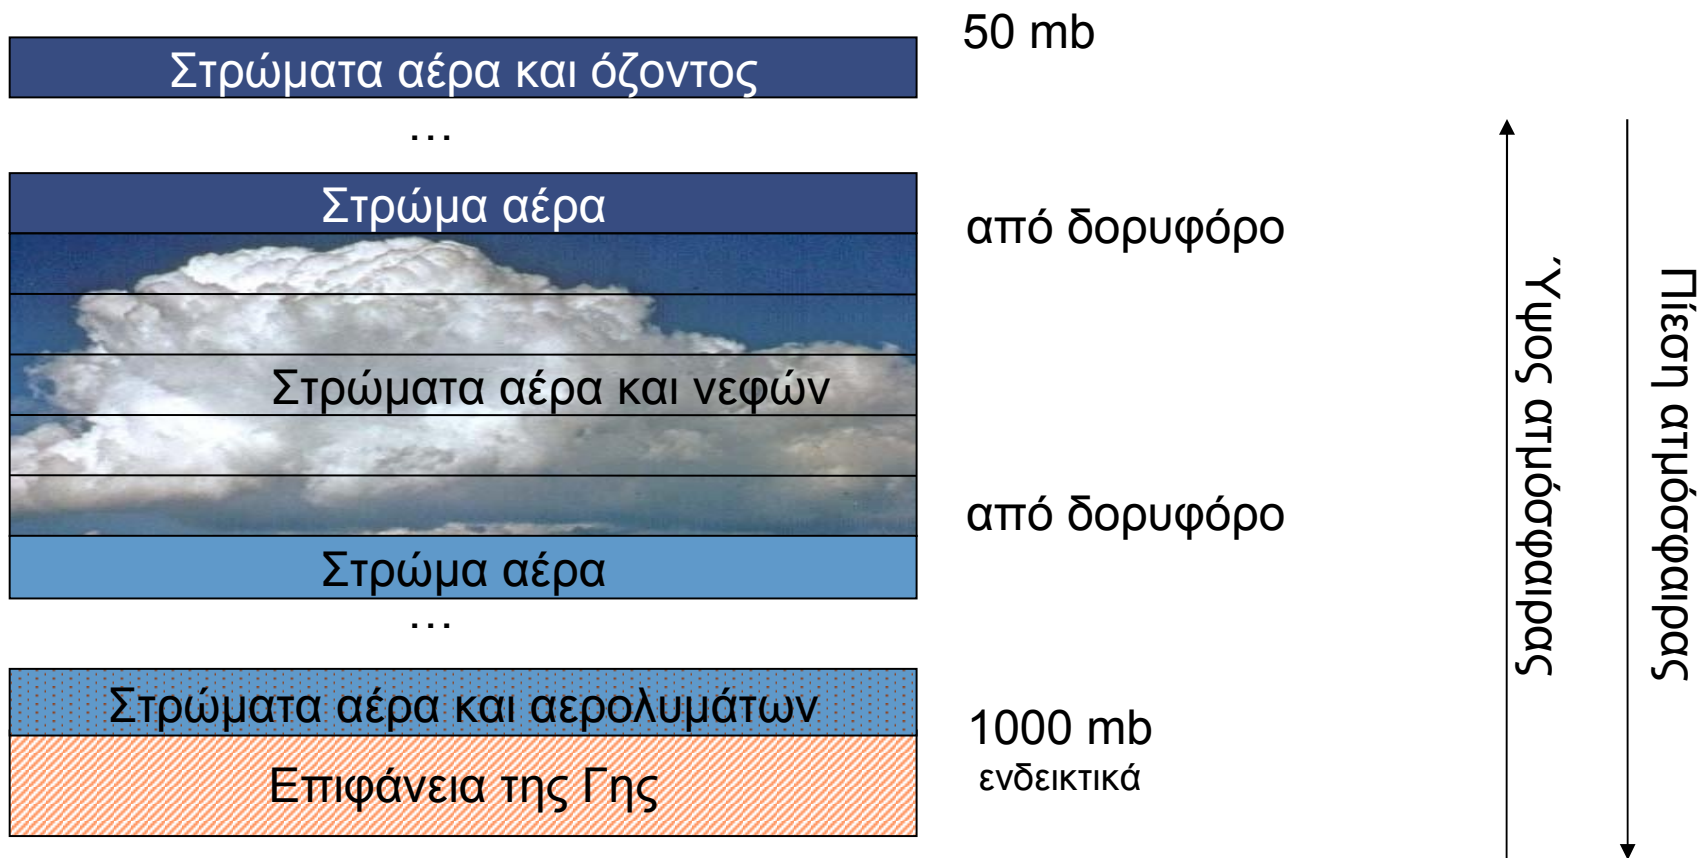 50 mb
Στρώματα αέρα και όζοντος
…
Στρώμα αέρα
από δορυφόρο
Στρώματα αέρα και νεφών
από δορυφόρο
Στρώμα αέρα
…
Στρώματα αέρα και αερολυμάτων
1000 mb
ενδεικτικά
Επιφάνεια της Γης
Ύψος ατμόσφαιρας
Πίεση ατμόσφαιρας